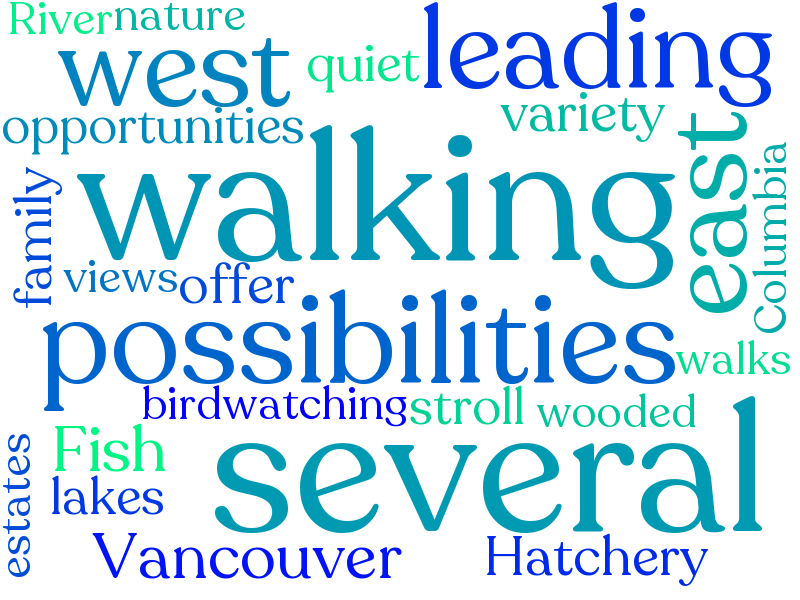 River
nature
west
quiet
leading
opportunities
variety
walking
east
Columbia
family
views
offer
possibilities
walks
birdwatching
stroll
wooded
Fish
several
estates
lakes
Vancouver
Hatchery